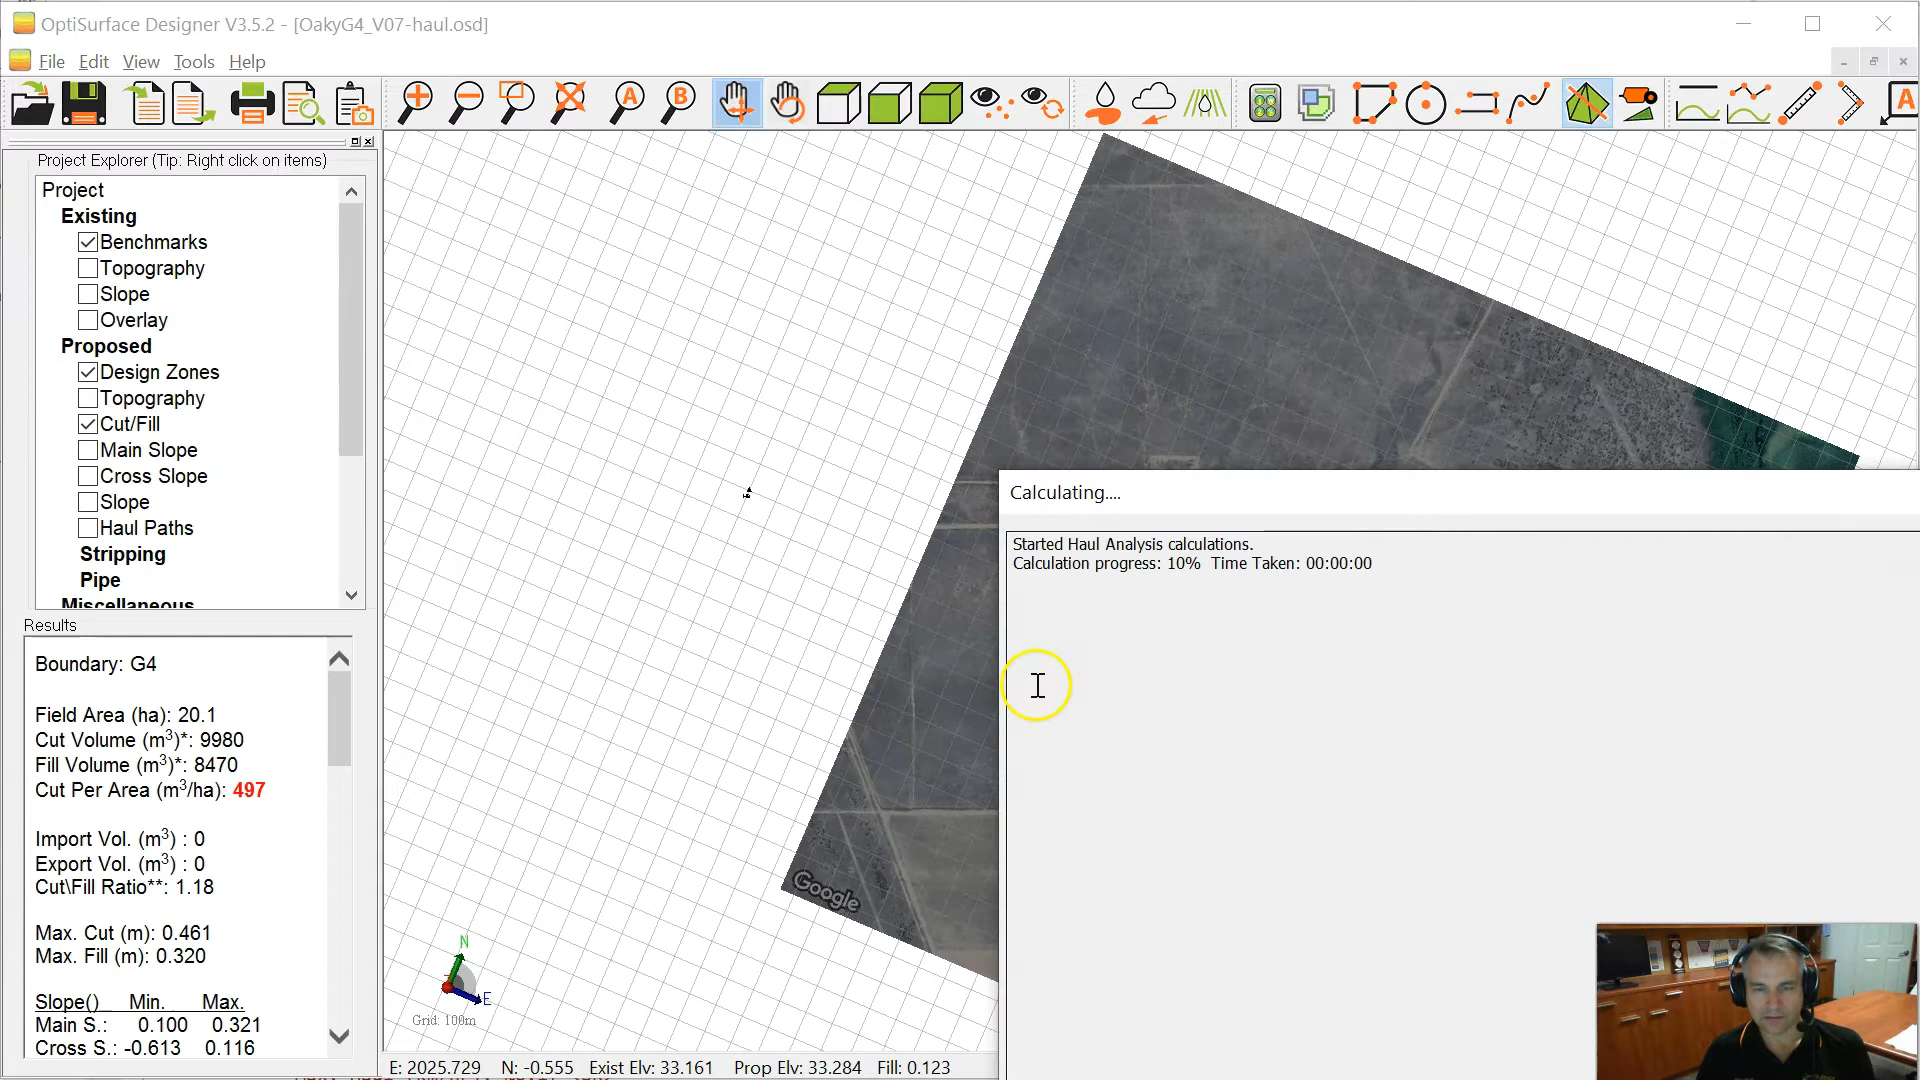 OptiSurface Designer V3.5.2 - [OakyG4_V07-haul.osd]
File Edit View Tools Help
A B A
Project Explorer (Tip: Right click on items)
Project
Existing
Benchmarks
Topography
Slope
Overlay
Proposed
Design Zones
Topography
Cut/Fill
Main Slope
Cross Slope
Slope
Haul Paths
Stripping
Pipe
Miscellaneous
Results
Boundary: G4
Field Area (ha): 20.1
Cut Volume (m³)*: 9980
Fill Volume (m³)*: 8470
Cut Per Area (m³/ha): 497
Import Vol. (m³) : 0
Export Vol. (m³) : 0
Cut\Fill Ratio**: 1.18
Max. Cut (m): 0.461
Max. Fill (m): 0.320
Slope() Min. Max.
Main S.: 0.100 0.321
Cross S.: -0.613 0.116
Calculating....
Started Haul Analysis calculations.
Calculation progress: 10% Time Taken: 00:00:00
Google
N
E
Grid: 100m
E: 2025.729 N: -0.555 Exist Elv: 33.161 Prop Elv: 33.284 Fill: 0.123